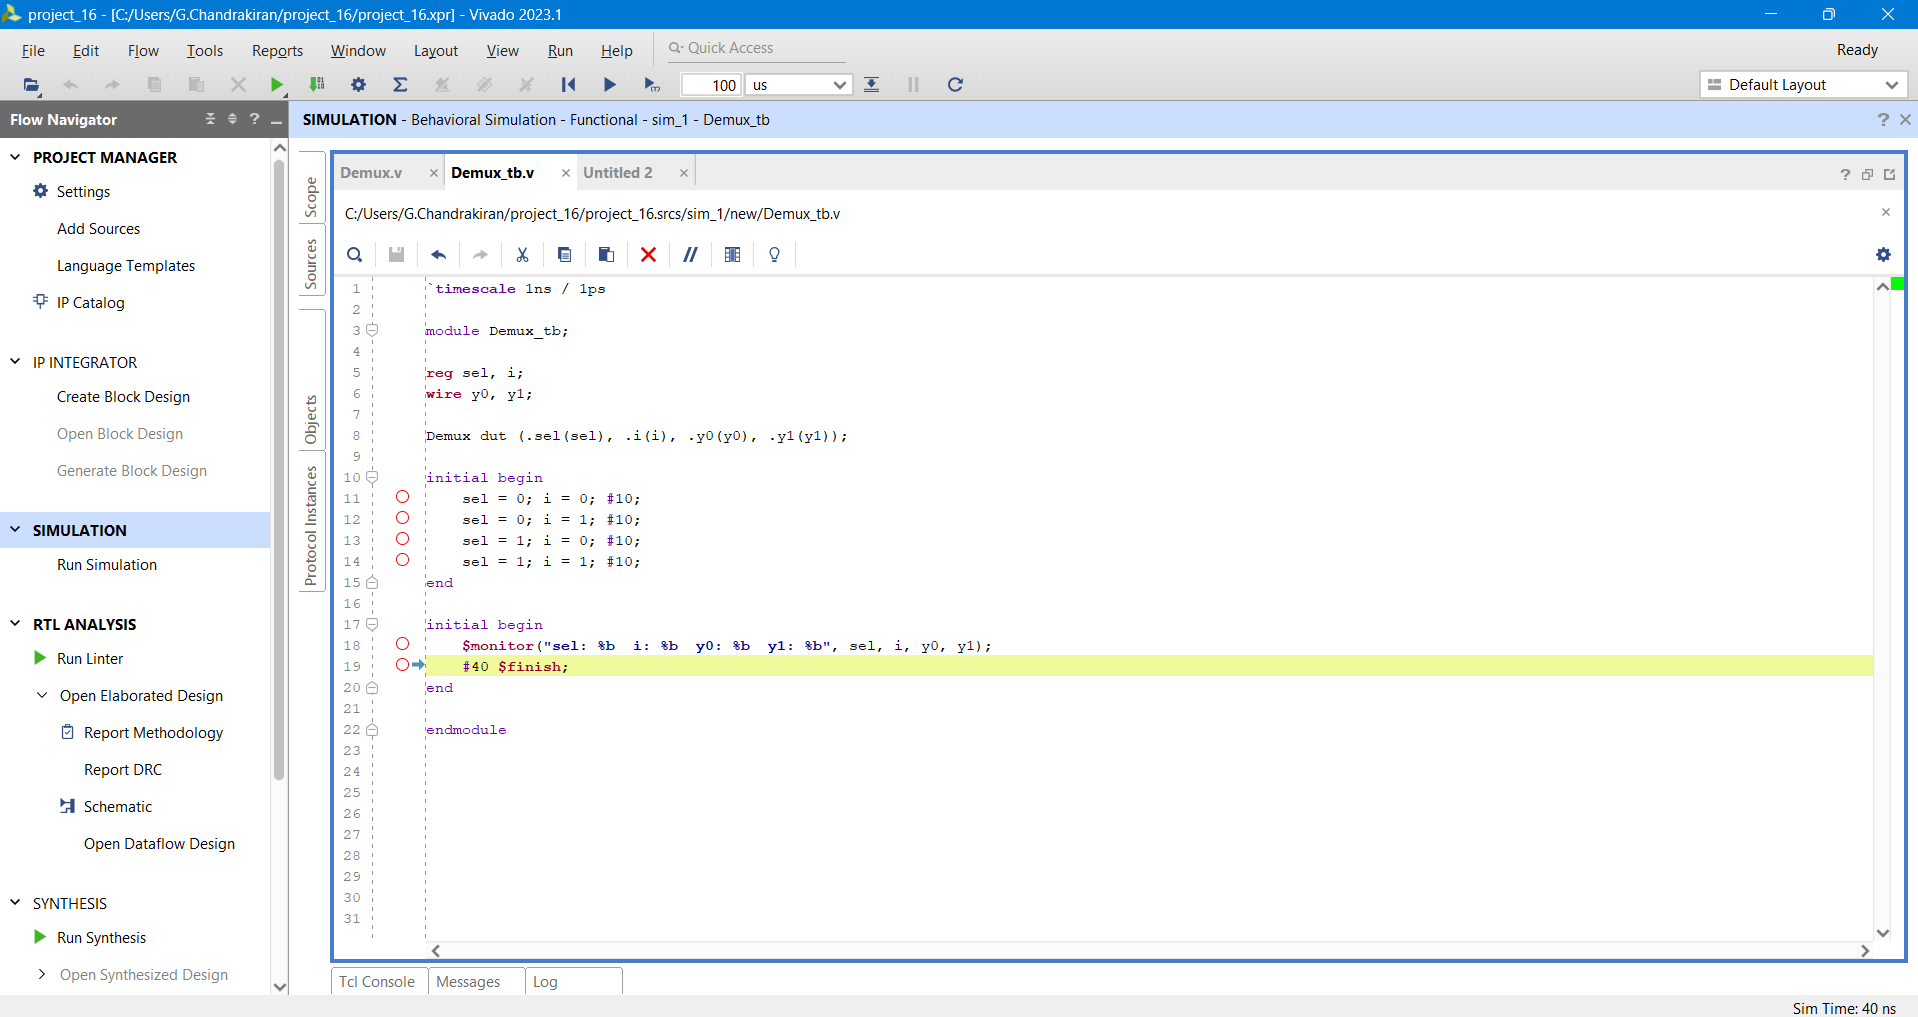 project_16 - [C:/Users/G.Chandrakiran/project_16/project_16.xpr] - Vivado 2023.1
File Edit Flow Tools Reports Window Layout View Run Help Quick Access Ready
100 us Default Layout
Flow Navigator ? _
SIMULATION - Behavioral Simulation - Functional - sim_1 - Demux_tb ? ×
PROJECT MANAGER
Settings
Add Sources
Language Templates
IP Catalog
IP INTEGRATOR
Create Block Design
Open Block Design
Generate Block Design
SIMULATION
Run Simulation
RTL ANALYSIS
Run Linter
Open Elaborated Design
Report Methodology
Report DRC
Schematic
Open Dataflow Design
SYNTHESIS
Run Synthesis
Open Synthesized Design
Scope
Sources
Objects
Protocol Instances
Demux.v × Demux_tb.v × Untitled 2 × ?
C:/Users/G.Chandrakiran/project_16/project_16.srcs/sim_1/new/Demux_tb.v ×
1 `timescale 1ns / 1ps
2
3 module Demux_tb;
4
5 reg sel, i;
6 wire y0, y1;
7
8 Demux dut (.sel(sel), .i(i), .y0(y0), .y1(y1));
9
10 initial begin
11 sel = 0; i = 0; #10;
12 sel = 0; i = 1; #10;
13 sel = 1; i = 0; #10;
14 sel = 1; i = 1; #10;
15 end
16
17 initial begin
18 $monitor("sel: %b  i: %b  y0: %b  y1: %b", sel, i, y0, y1);
19 #40 $finish;
20 end
21
22 endmodule
23
24
25
26
27
28
29
30
31
Tcl Console Messages Log
Sim Time: 40 ns